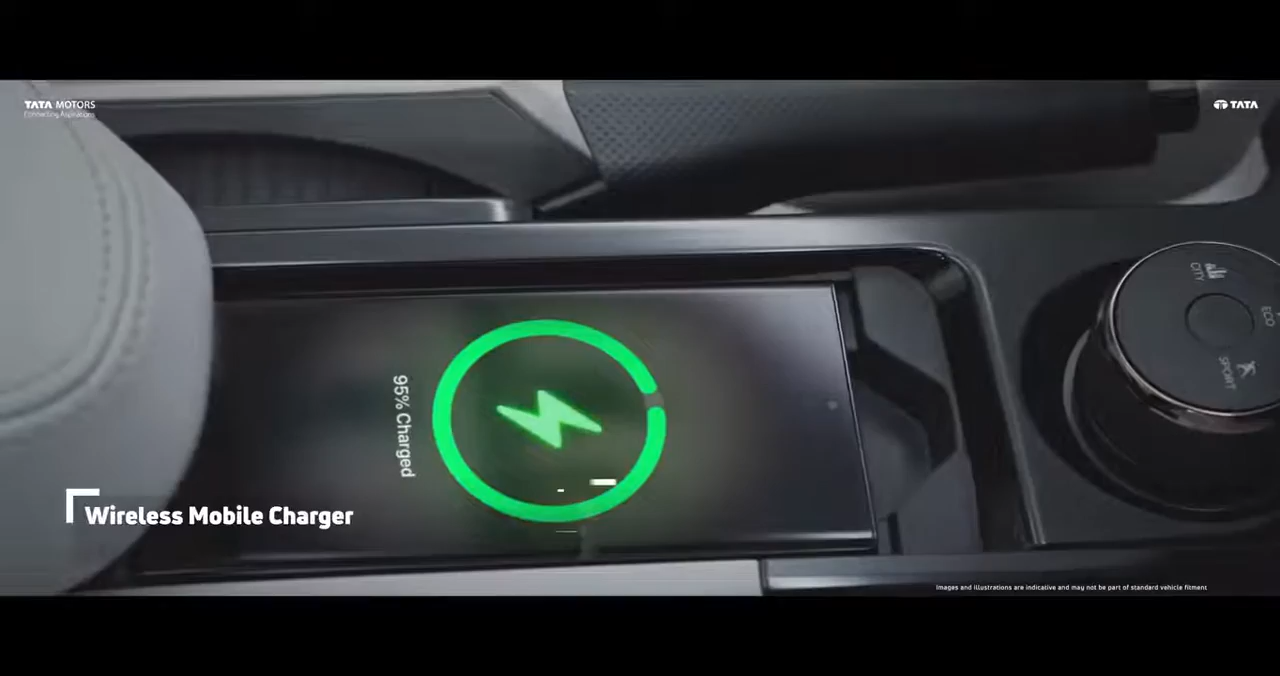 TATA MOTORS
Connecting Aspirations
TATA
CITY
ECO
SPORT
95% Charged
Wireless Mobile Charger
Images and illustrations are indicative and may not be part of standard vehicle fitment